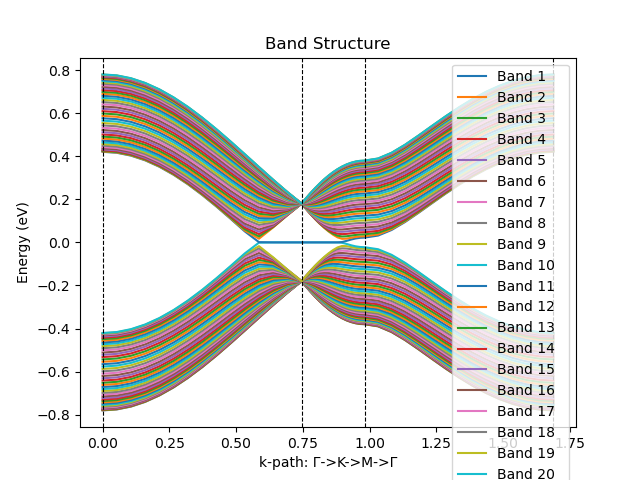 Band Structure
Energy (eV)
0.8
0.6
0.4
0.2
0.0
−0.2
−0.4
−0.6
−0.8
0.00 0.25 0.50 0.75 1.00 1.25 1.50 1.75
k-path: Γ->K->M->Γ
Band 1
Band 2
Band 3
Band 4
Band 5
Band 6
Band 7
Band 8
Band 9
Band 10
Band 11
Band 12
Band 13
Band 14
Band 15
Band 16
Band 17
Band 18
Band 19
Band 20